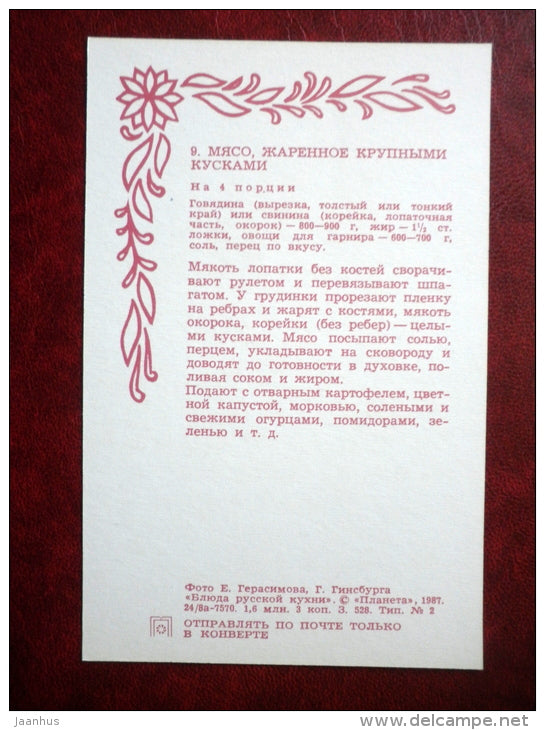 9. МЯСО, ЖАРЕННОЕ КРУПНЫМИ
КУСКАМИ
На 4 порции
Говядина (вырезка, толстый или тонкий
край) или свинина (корейка, лопаточная
часть, окорок) — 800—900 г, жир — 1 1/2 ст.
ложки, овощи для гарнира — 600—700 г,
соль, перец по вкусу.
Мякоть лопатки без костей сворачи-
вают рулетом и перевязывают шпа-
гатом. У грудинки прорезают пленку
на ребрах и жарят с костями, мякоть
окорока, корейки (без ребер) — целы-
ми кусками. Мясо посыпают солью,
перцем, укладывают на сковороду и
доводят до готовности в духовке, по-
ливая соком и жиром.
Подают с отварным картофелем, цвет-
ной капустой, морковью, солеными и
свежими огурцами, помидорами, зе-
ленью и т. д.
Фото Е. Герасимова, Г. Гинсбурга
«Блюда русской кухни». © «Планета», 1987.
24/8а-7570. 1,6 млн. 3 коп. З. 528. Тип. № 2
ОТПРАВЛЯТЬ ПО ПОЧТЕ ТОЛЬКО
В КОНВЕРТЕ
jaanhus
www.delcampe.net